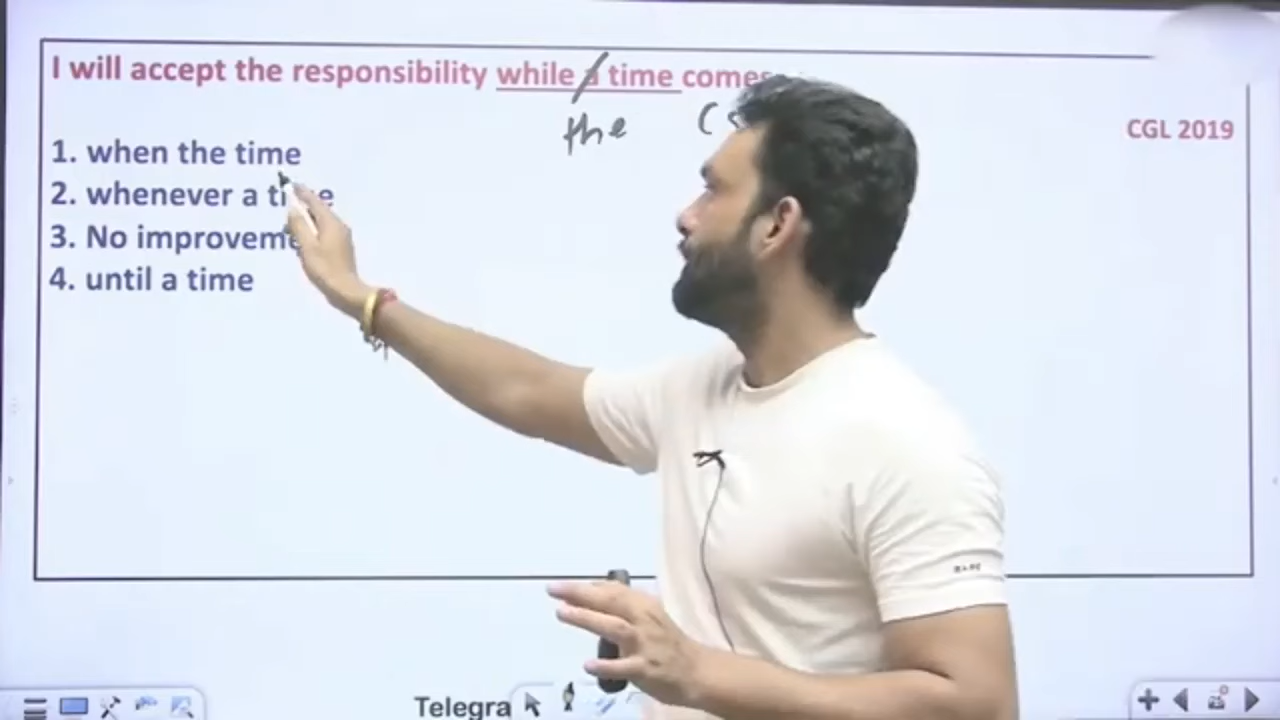 I will accept the responsibility while a time comes
the
CGL 2019
1. when the time
2. whenever a
3. No
4. until a time
Telegra